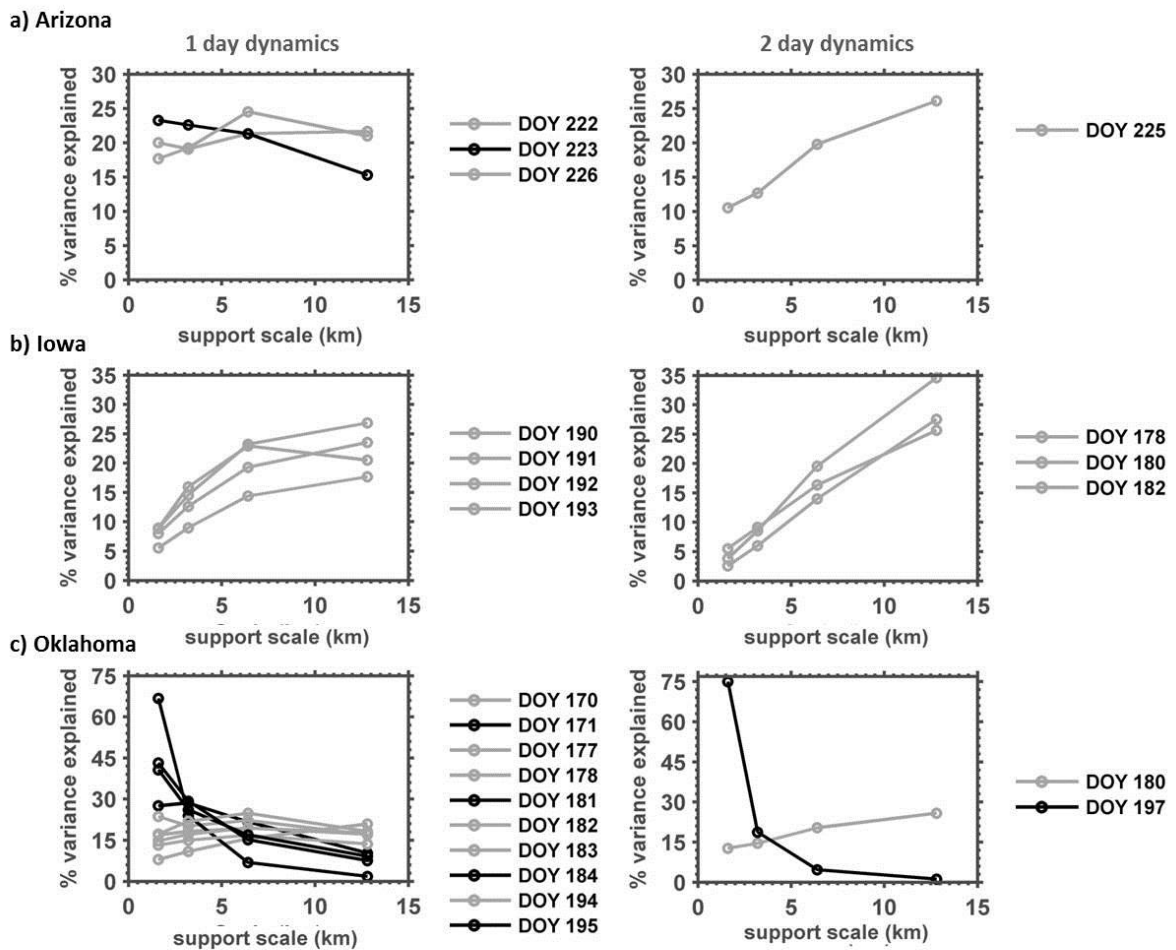 a) Arizona
1 day dynamics
2 day dynamics
% variance explained
30
25
20
15
10
5
0
0 5 10 15
support scale (km)
DOY 222
DOY 223
DOY 226
% variance explained
30
25
20
15
10
5
0
0 5 10 15
support scale (km)
DOY 225
b) Iowa
% variance explained
35
30
25
20
15
10
5
0
0 5 10 15
support scale (km)
DOY 190
DOY 191
DOY 192
DOY 193
% variance explained
35
30
25
20
15
10
5
0
0 5 10 15
support scale (km)
DOY 178
DOY 180
DOY 182
c) Oklahoma
% variance explained
75
60
45
30
15
0
0 5 10 15
support scale (km)
DOY 170
DOY 171
DOY 177
DOY 178
DOY 181
DOY 182
DOY 183
DOY 184
DOY 194
DOY 195
% variance explained
75
60
45
30
15
0
0 5 10 15
support scale (km)
DOY 180
DOY 197